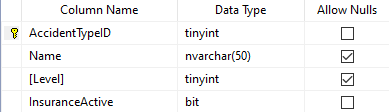 Column Name Data Type Allow Nulls
AccidentTypeID tinyint
Name nvarchar(50)
[Level] tinyint
InsuranceActive bit